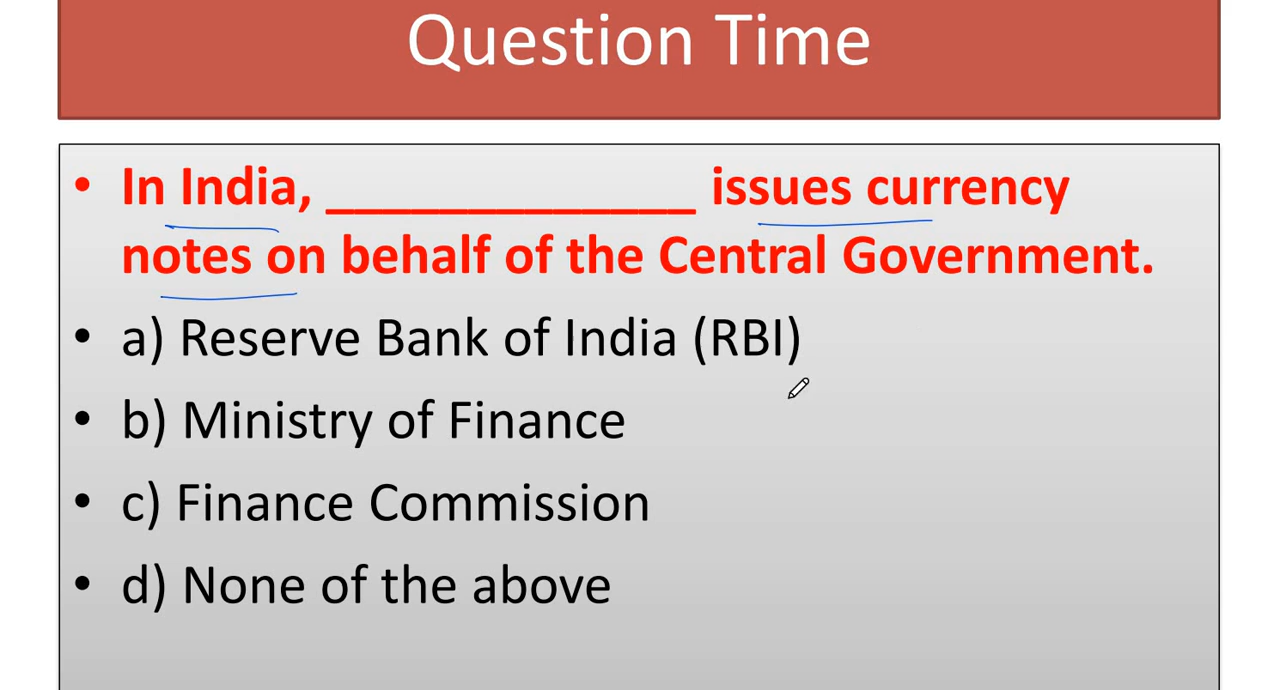 Question Time
• In India, _____________ issues currency
notes on behalf of the Central Government.
• a) Reserve Bank of India (RBI)
• b) Ministry of Finance
• c) Finance Commission
• d) None of the above